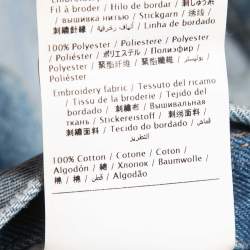 Fil à broder / Hilo de bordar / 刺しゅう糸
/ вышивка нитью / Stickgarn / 绣线 /
刺繡針線 / ألياف زخرفية / Linha de bordado
100% Polyester / Poliestere / Polyester /
Poliéster / ポリエステル / Полиэфир /
Polyester / 聚酯纤维 / 聚酯纖維 / بوليستر /
Poliéster
Embroidery fabric / Tessuto del ricamo
/ Tissu de la broderie / Tejido del
bordado / 刺繍布 / Вышивальная
ткань / Stickereistoff / 刺绣面料 /
刺繡面料 / Tecido do bordado / قماش
التطريز
100% Cotton / Cotone / Coton /
Algodón / 綿 / Хлопок / Baumwolle /
棉 / 棉 / قطن / Algodão